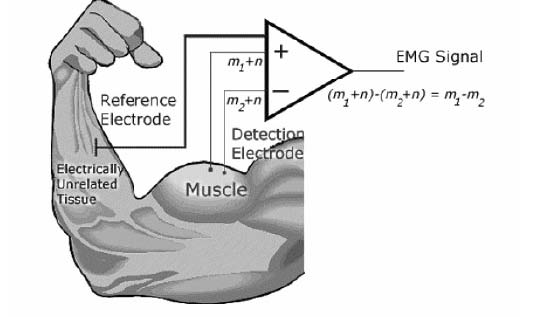 EMG Signal
+
m₁+n
Reference
Electrode
−
m₂+n
(m₁+n)-(m₂+n) = m₁-m₂
Detection
Electrode
Electrically
Unrelated
Tissue
Muscle